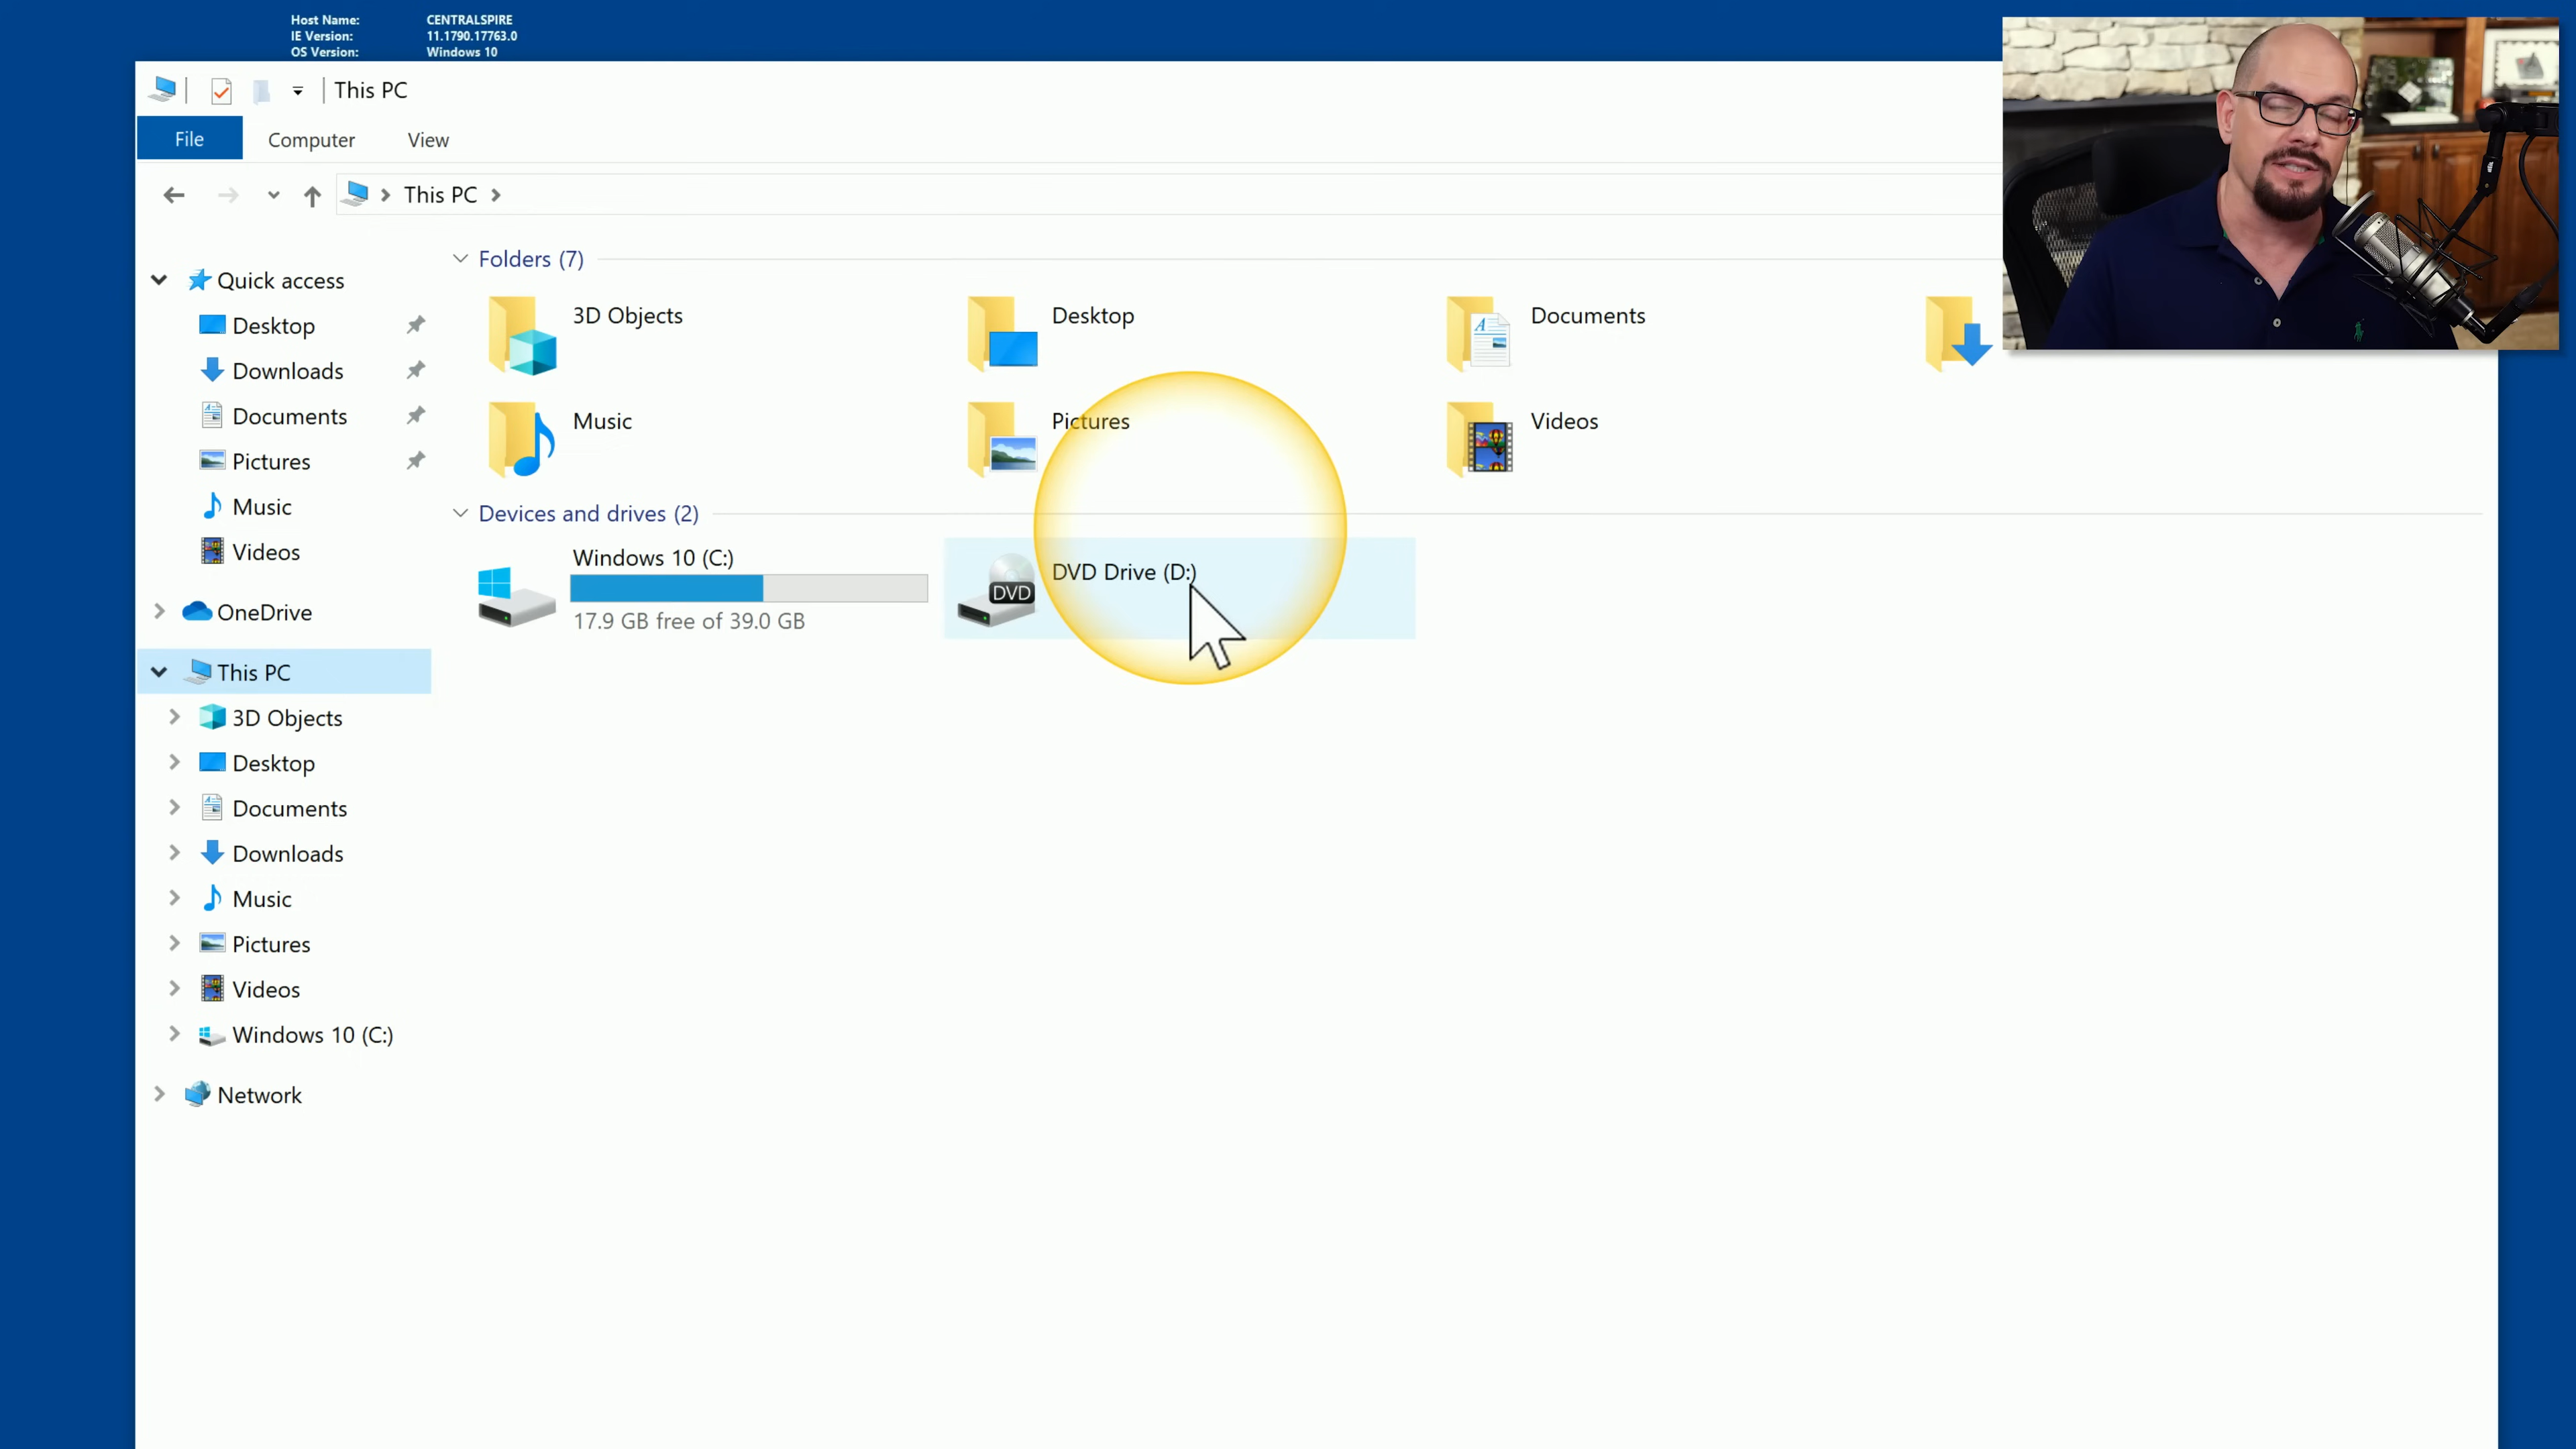 Host Name: CENTRALSPIRE
IE Version: 11.1790.17763.0
OS Version: Windows 10
This PC
File Computer View
This PC
Quick access
Desktop
Downloads
Documents
Pictures
Music
Videos
OneDrive
This PC
3D Objects
Desktop
Documents
Downloads
Music
Pictures
Videos
Windows 10 (C:)
Network
Folders (7)
3D Objects
Desktop
Documents
Music
Pictures
Videos
Devices and drives (2)
Windows 10 (C:)
17.9 GB free of 39.0 GB
DVD
DVD Drive (D:)